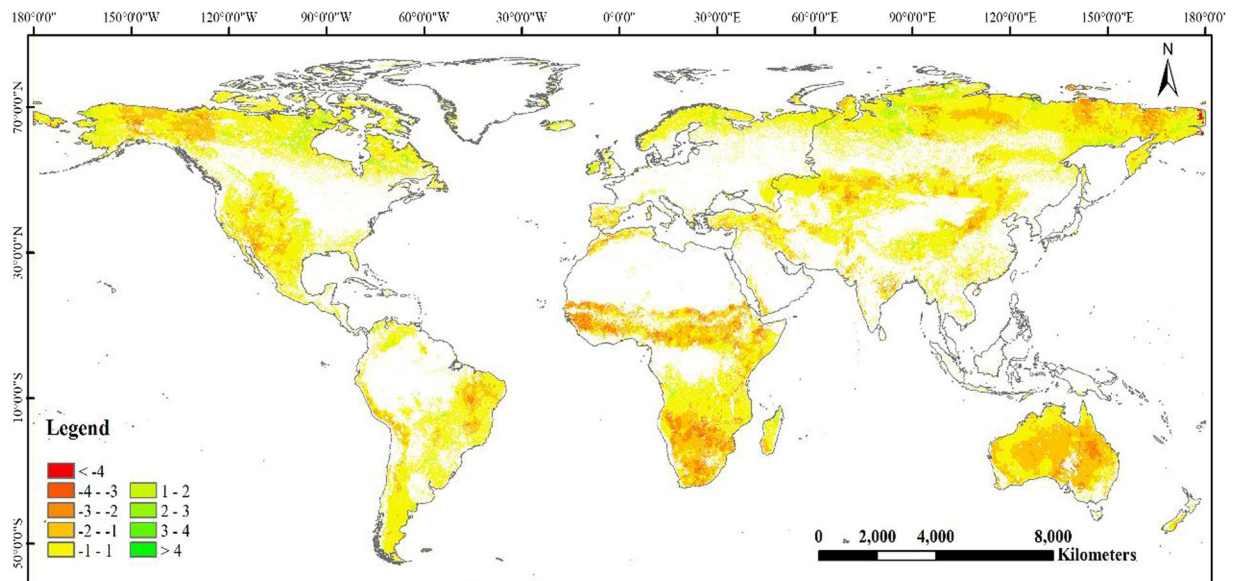 180°0'0" 150°0'0"W 120°0'0"W 90°0'0"W 60°0'0"W 30°0'0"W 0°0'0" 30°0'0"E 60°0'0"E 90°0'0"E 120°0'0"E 150°0'0"E 180°0'0"
N
70°0'0"N
30°0'0"N
10°0'0"S
50°0'0"S
Legend
< -4
-4 - -3
-3 - -2
-2 - -1
-1 - 1
1 - 2
2 - 3
3 - 4
> 4
0 2,000 4,000 8,000
Kilometers